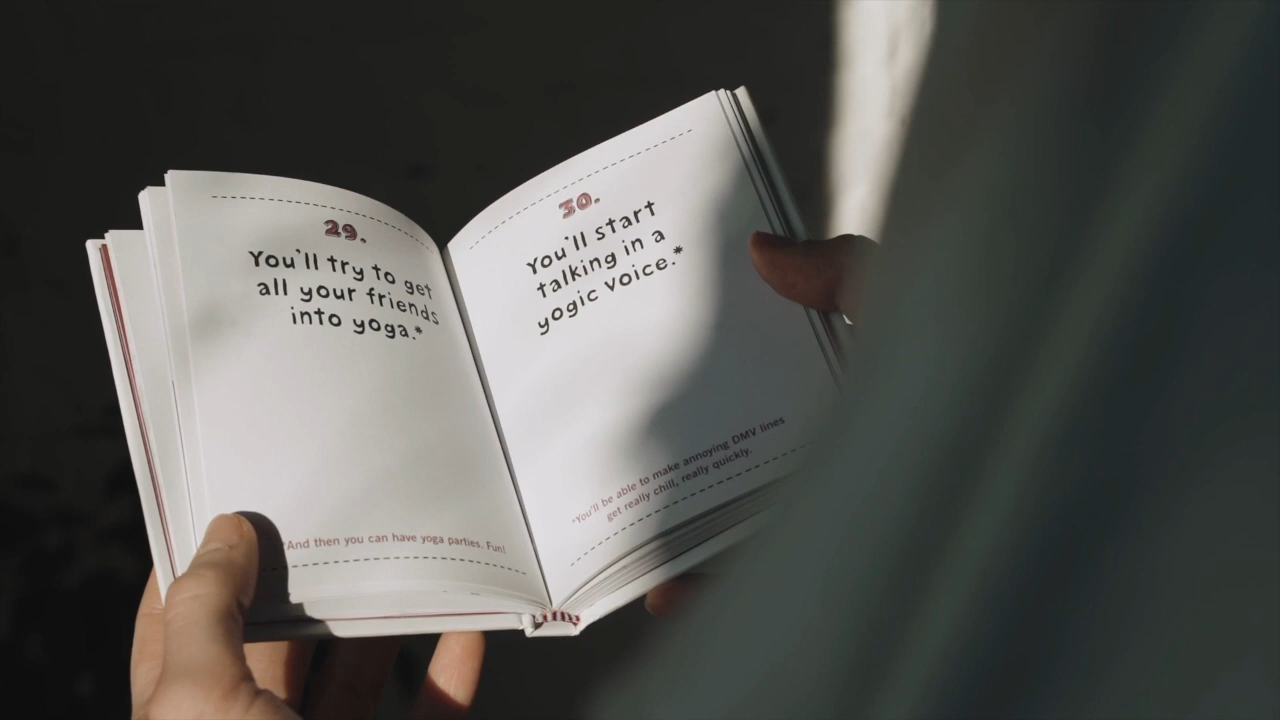 29.
You'll try to get
all your friends
into yoga.*
*And then you can have yoga parties. Fun!
30.
You'll start
talking in a
yogic voice.*
*You'll be able to make annoying DMV lines
get really chill, really quickly.